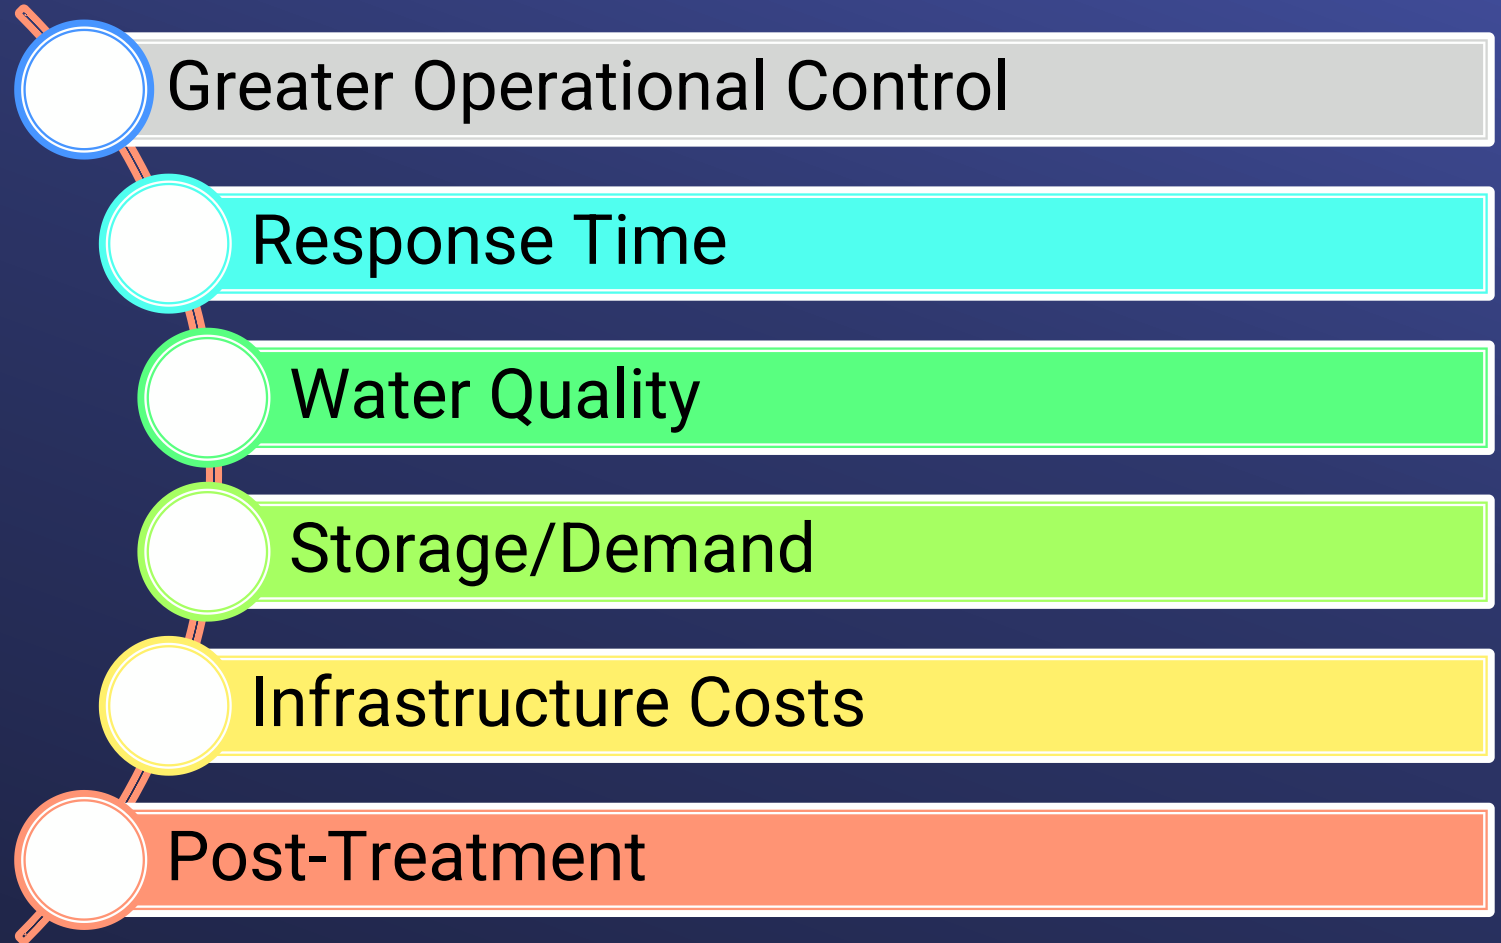 Greater Operational Control
Response Time
Water Quality
Storage/Demand
Infrastructure Costs
Post-Treatment